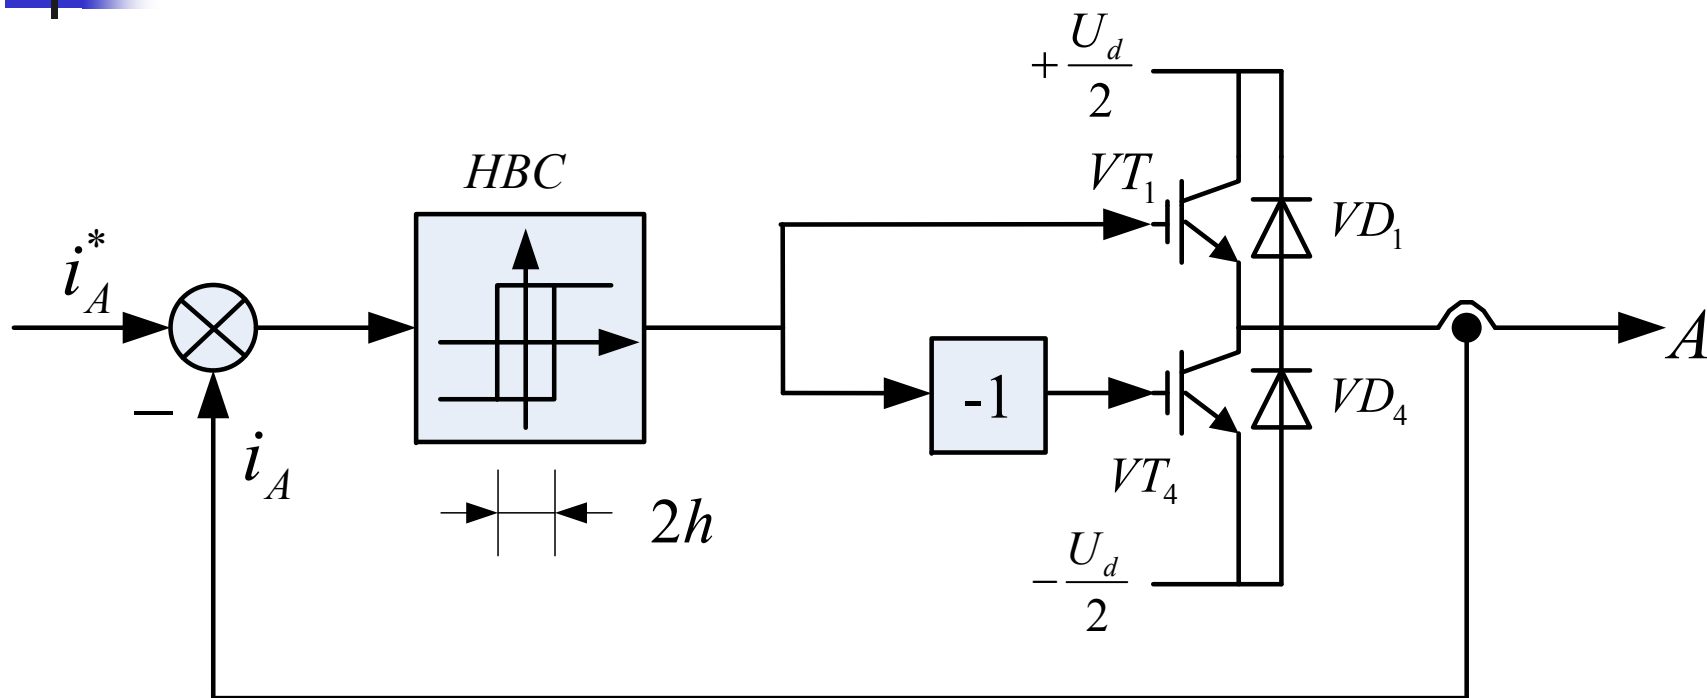 +U_d/2
HBC
VT_1
VD_1
i_A^*
A
-1
VD_4
−
i_A
VT_4
2h
−U_d/2